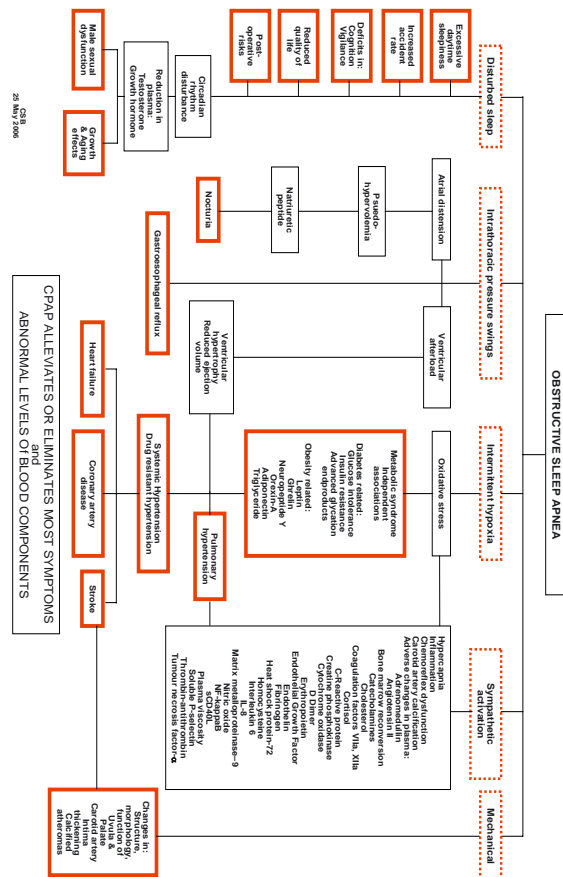 OBSTRUCTIVE SLEEP APNEA
Disturbed sleep
Intrathoracic pressure swings
Intermittent hypoxia
Sympathetic
activation
Mechanical
Excessive
daytime
sleepiness
Increased
accident
rate
Deficits in:
Cognition
Vigilance
Reduced
quality of
life
Post-
operative
risks
Circadian
rhythm
disturbance
Reduction in
plasma:
Testosterone
Growth hormone
Male sexual
dysfunction
Growth
& Aging
effects
Atrial distension
Psuedo-
hypervolemia
Natriuretic
peptide
Nocturia
Gastroesophageal reflux
Ventricular
afterload
Ventricular
hypertrophy
Reduced ejection
volume
Oxidative stress
Metabolic syndrome
Independent
associations
Diabetes related:
Glucose intolerance
Insulin resistance
Advanced glycation
endproducts
Obesity related:
Leptin
Ghrelin
Neuropeptide Y
Orexin-A
Adiponectin
Triglyceride
Pulmonary
hypertension
Systemic Hypertension
Drug resistant hypertension
Heart failure
Coronary artery
disease
Stroke
Hypercapnia
Inflammation
Chemoreflex dysfunction
Carotid artery calcification
Adverse changes in plasma:
Adrenomedulin
Angiotensin II
Bone marrow reconversion
Catecholamines
Cholesterol
Coagulation factors VIIa, XIIa
Cortisol
C-Reactive protein
Creatine phosphokinase
Cytochrome oxidase
D Dimer
Erythropoietin
Endothelial Growth Factor
Endothelin
Fibrinogen
Heat shock protein-72
Homocysteine
Interleukin 6
IL-8
Matrix metalloproteinase–9
Nitric oxide
NF-kappaB
sCD40L
Plasma viscosity
Soluble P-selectin
Thrombin-antithrombin
Tumour necrosis factor-α
Changes in:
Structure,
morphology,
function of
Uvula &
Palate
Carotid artery
Intima
thickening
Calcified
atheromas
CPAP ALLEVIATES OR ELIMINATES MOST SYMPTOMS
and
ABNORMAL LEVELS OF BLOOD COMPONENTS
CSB
25 May 2006